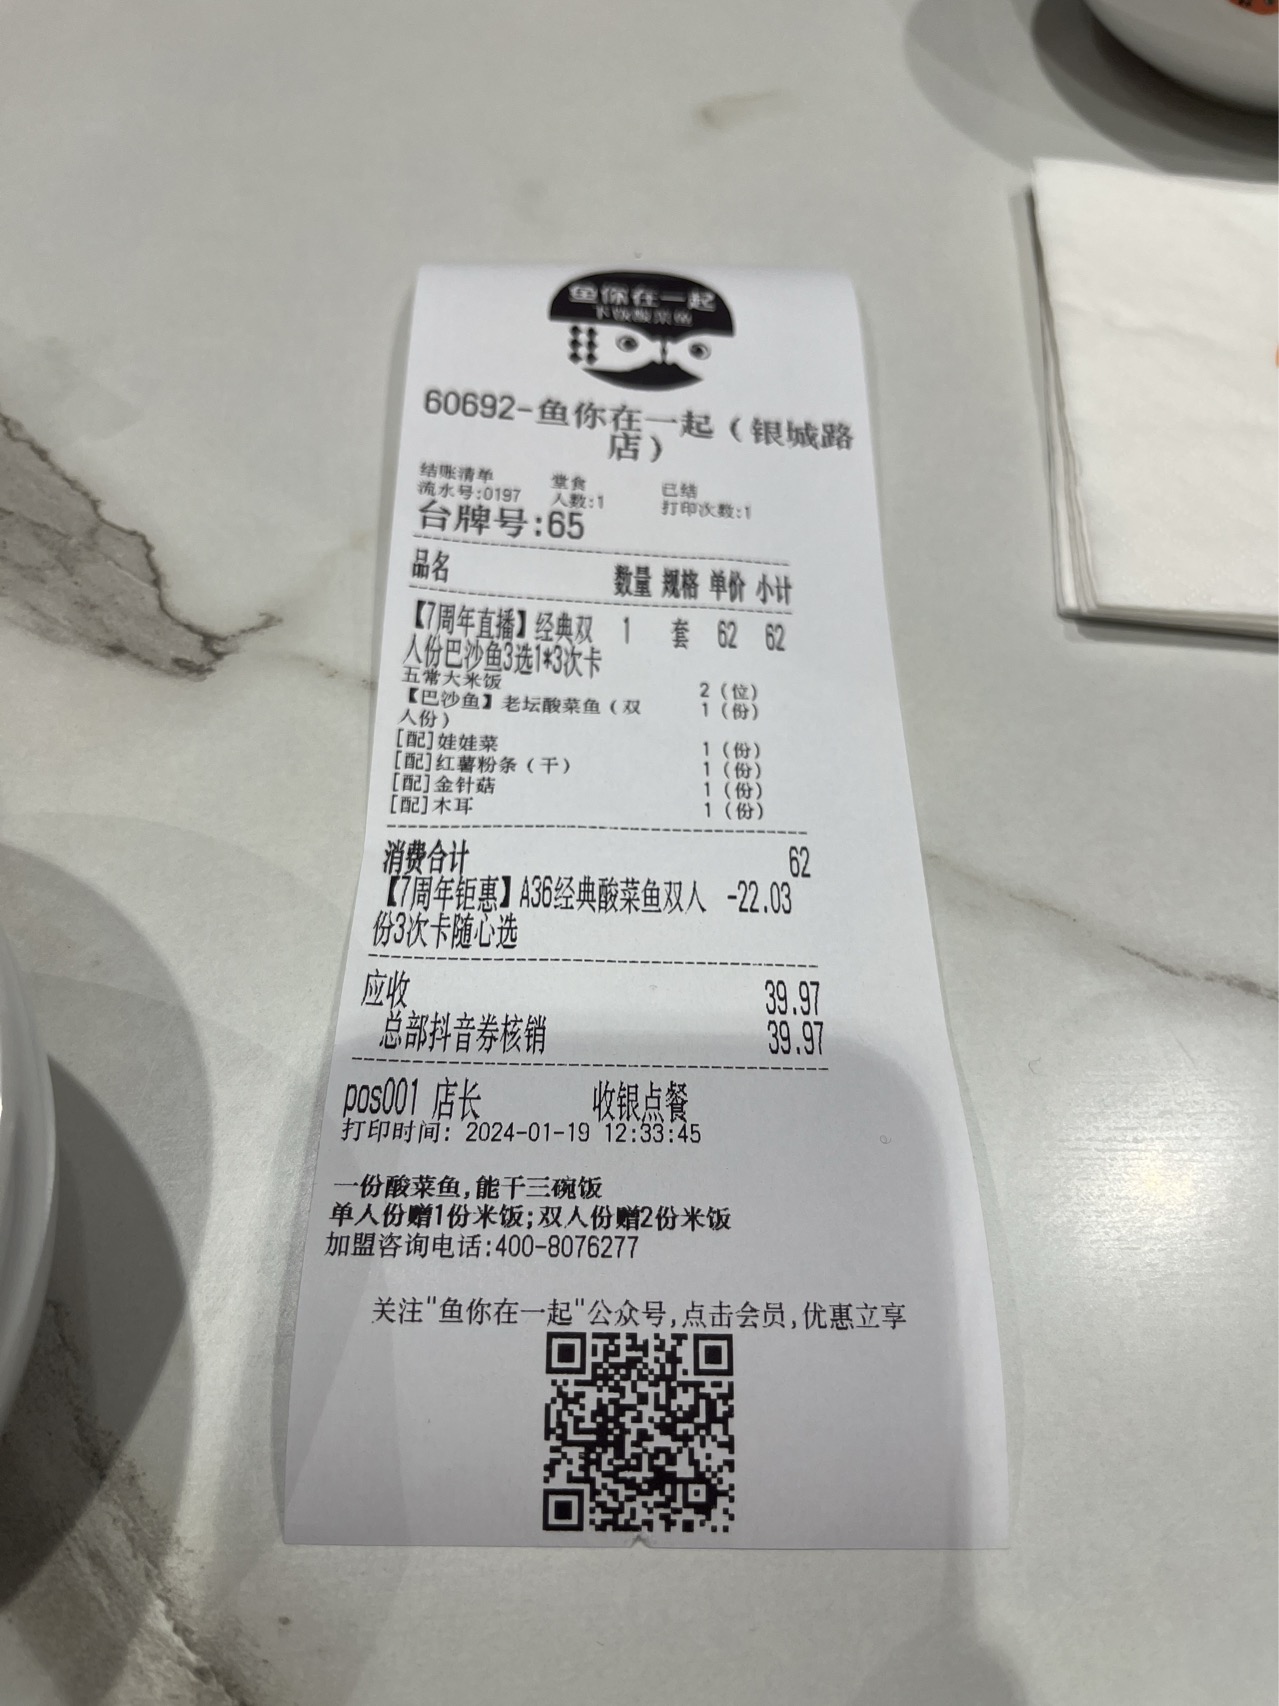 鱼你在一起
下饭酸菜鱼
60692-鱼你在一起（银城路
店）
结账清单 堂食 已结
流水号:0197 人数:1 打印次数:1
台牌号:65
品名 数量 规格 单价 小计
【7周年直播】经典双 1 套 62 62
人份巴沙鱼3选1*3次卡
五常大米饭 2（位）
【巴沙鱼】老坛酸菜鱼（双 1（份）
人份）
[配]娃娃菜 1（份）
[配]红薯粉条（干） 1（份）
[配]金针菇 1（份）
[配]木耳 1（份）
消费合计 62
【7周年钜惠】A36经典酸菜鱼双人 -22.03
份3次卡随心选
应收 39.97
总部抖音券核销 39.97
pos001 店长 收银点餐
打印时间: 2024-01-19 12:33:45
一份酸菜鱼,能干三碗饭
单人份赠1份米饭;双人份赠2份米饭
加盟咨询电话:400-8076277
关注"鱼你在一起"公众号,点击会员,优惠立享